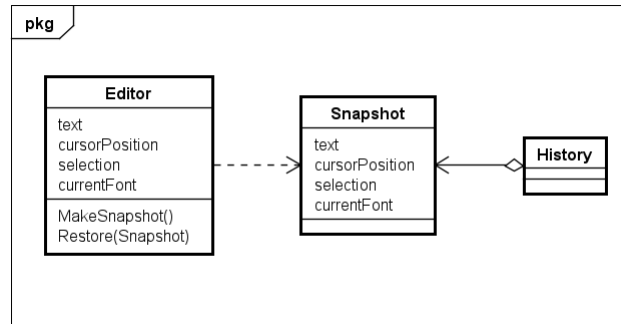 pkg
Editor
text
cursorPosition
selection
currentFont
MakeSnapshot()
Restore(Snapshot)
Snapshot
text
cursorPosition
selection
currentFont
History